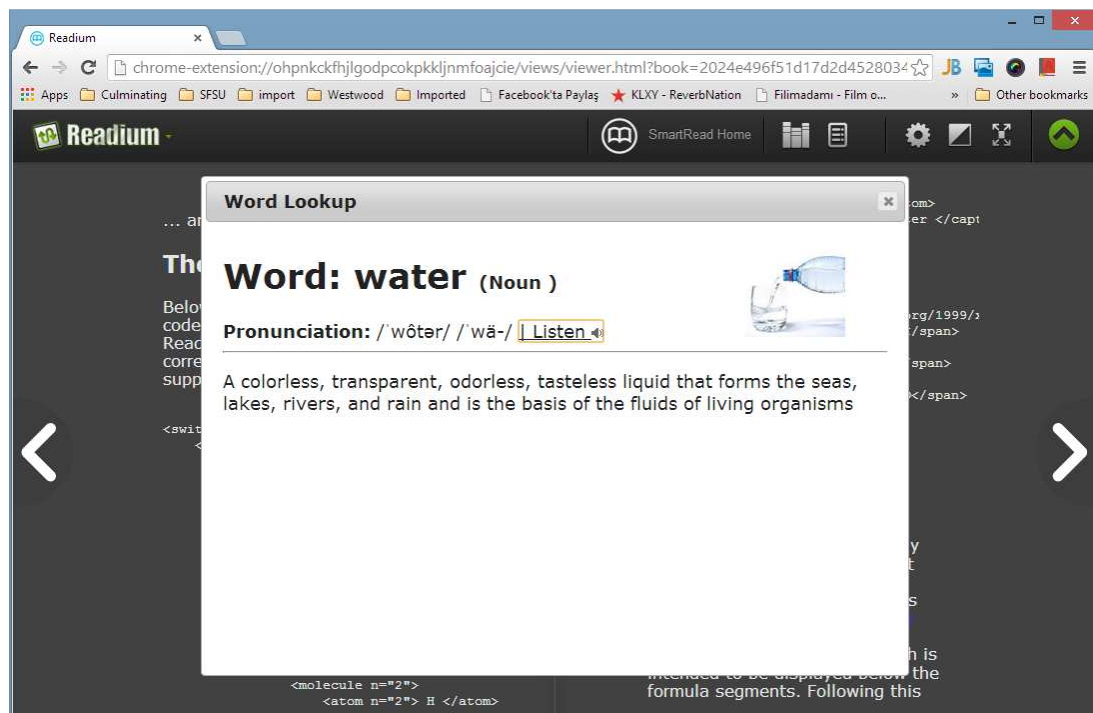 Readium
chrome-extension://ohpnkckfhjlgodpcokpkkljnmfoajcie/views/viewer.html?book=2024e496f51d17d2d4528034
JB
Apps Culminating SFSU import Westwood Imported Facebook'ta Paylaş KLXY - ReverbNation Filimadamı - Film o... » Other bookmarks
Readium
SmartRead Home
Word Lookup
Word: water (Noun )
Pronunciation: /ˈwôtər/ /ˈwä-/ | Listen
A colorless, transparent, odorless, tasteless liquid that forms the seas,
lakes, rivers, and rain and is the basis of the fluids of living organisms
... a
The
Below
code
Read
corre
supp
<swit
<
<molecule n="2">
<atom n="2"> H </atom>
om>
er </capt
org/1999/
/span>
span>
</span>
y
t
s
h is
intended to be displayed below the
formula segments. Following this